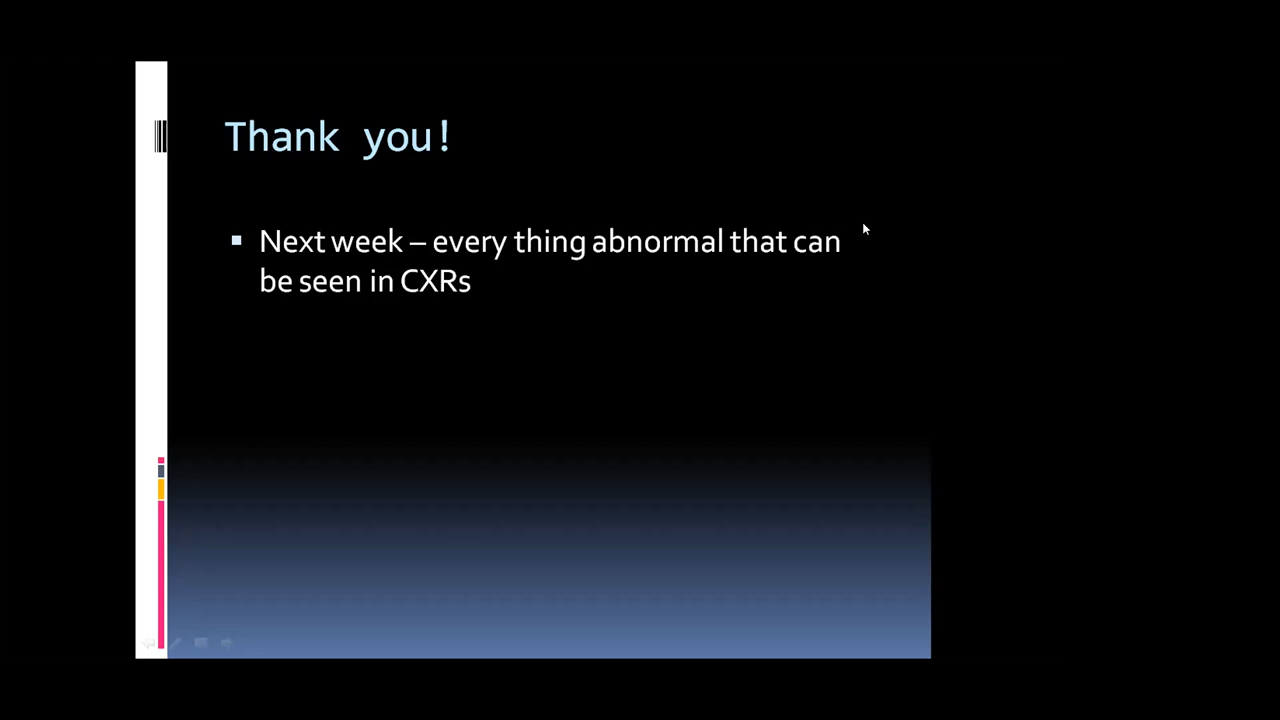 Thank you!
Next week – every thing abnormal that can
be seen in CXRs